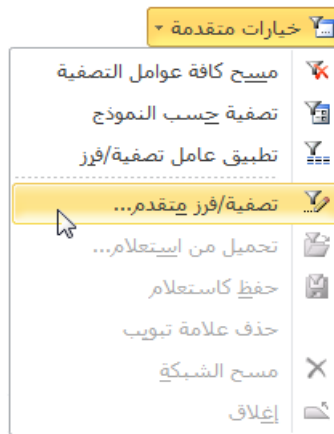 خيارات متقدمة
مسح كافة عوامل التصفية
تصفية حسب النموذج
تطبيق عامل تصفية/فرز
تصفية/فرز متقدم...
تحميل من استعلام...
حفظ كاستعلام
حذف علامة تبويب
مسح الشبكة
إغلاق